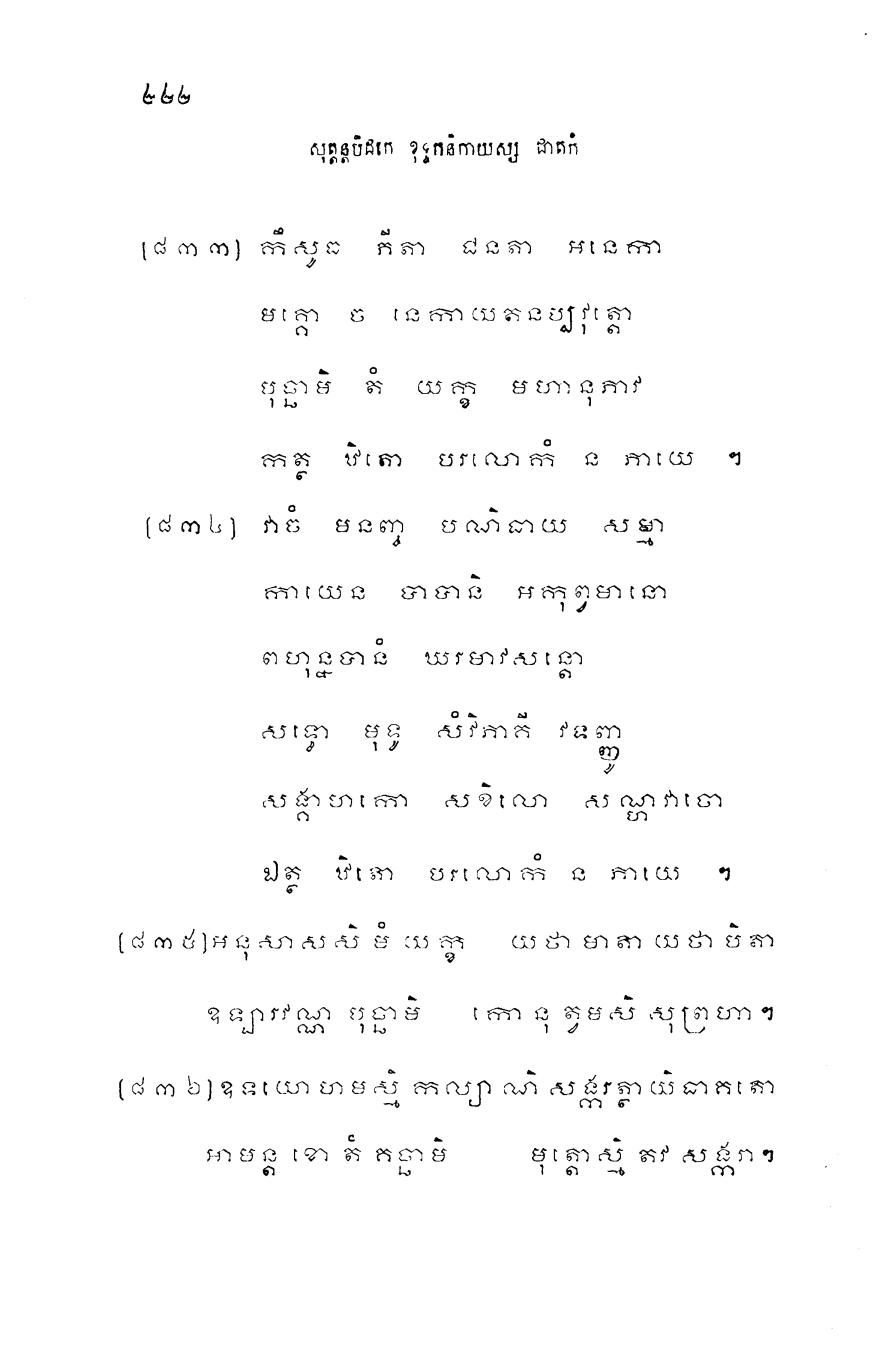 ៤៤៤
សុត្តន្តបិដកេ ខុទ្ទកនិកាយស្ស ជាតកំ
(៨៣៣) កឹសូធ ភីតា ជនតា អនេកា
មគ្គោ ច នេកាយតនប្បវុត្តោ
បុច្ឆាមិ តំ យក្ខ មហានុភាវ
កត្ថ ឋិតោ បរលោកំ ន ភាយេ ៗ
(៨៣៤) វាចំ មនញ្ច បណិធាយ សម្មា
កាយេន បាបានិ អកុព្វមានោ
ពហុន្នបានំ ឃរមាវសន្តោ
សទ្ធោ មុទូ សំវិភាគី វទញ្ញូ
សង្គាហកោ សខិលោ សណ្ហវាចោ
ឯត្ថ ឋិតោ បរលោកំ ន ភាយេ ៗ
(៨៣៥) អនុសាសសិ មំ យក្ខ យថា មាតា យថា បិតា
ឧឡ្បារវណ្ណ បុច្ឆាមិ កោ នុ ត្វមសិ សុព្រហា ៗ
(៨៣៦) ឧទយោហមស្មិ កល្យាណិ សង្ករត្ថាយិធាគតោ
អាមន្ត ខោ តំ គច្ឆាមិ មុត្តោស្មិ តវ សង្ករា ៗ